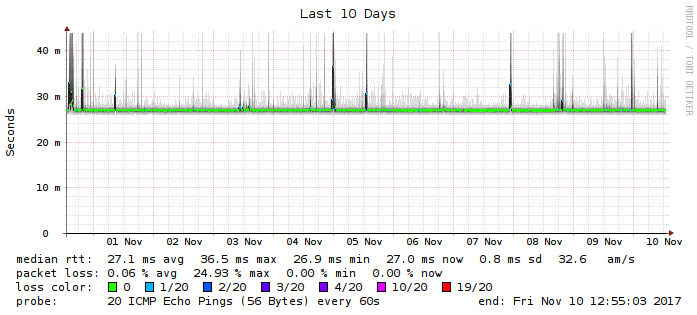 Last 10 Days
RRDTOOL / TOBI OETIKER
Seconds
40 m
30 m
20 m
10 m
0
01 Nov 02 Nov 03 Nov 04 Nov 05 Nov 06 Nov 07 Nov 08 Nov 09 Nov 10 Nov
median rtt: 27.1 ms avg 36.5 ms max 26.9 ms min 27.0 ms now 0.8 ms sd 32.6 am/s
packet loss: 0.06 % avg 24.93 % max 0.00 % min 0.00 % now
loss color: 0 1/20 2/20 3/20 4/20 10/20 19/20
probe: 20 ICMP Echo Pings (56 Bytes) every 60s end: Fri Nov 10 12:55:03 2017